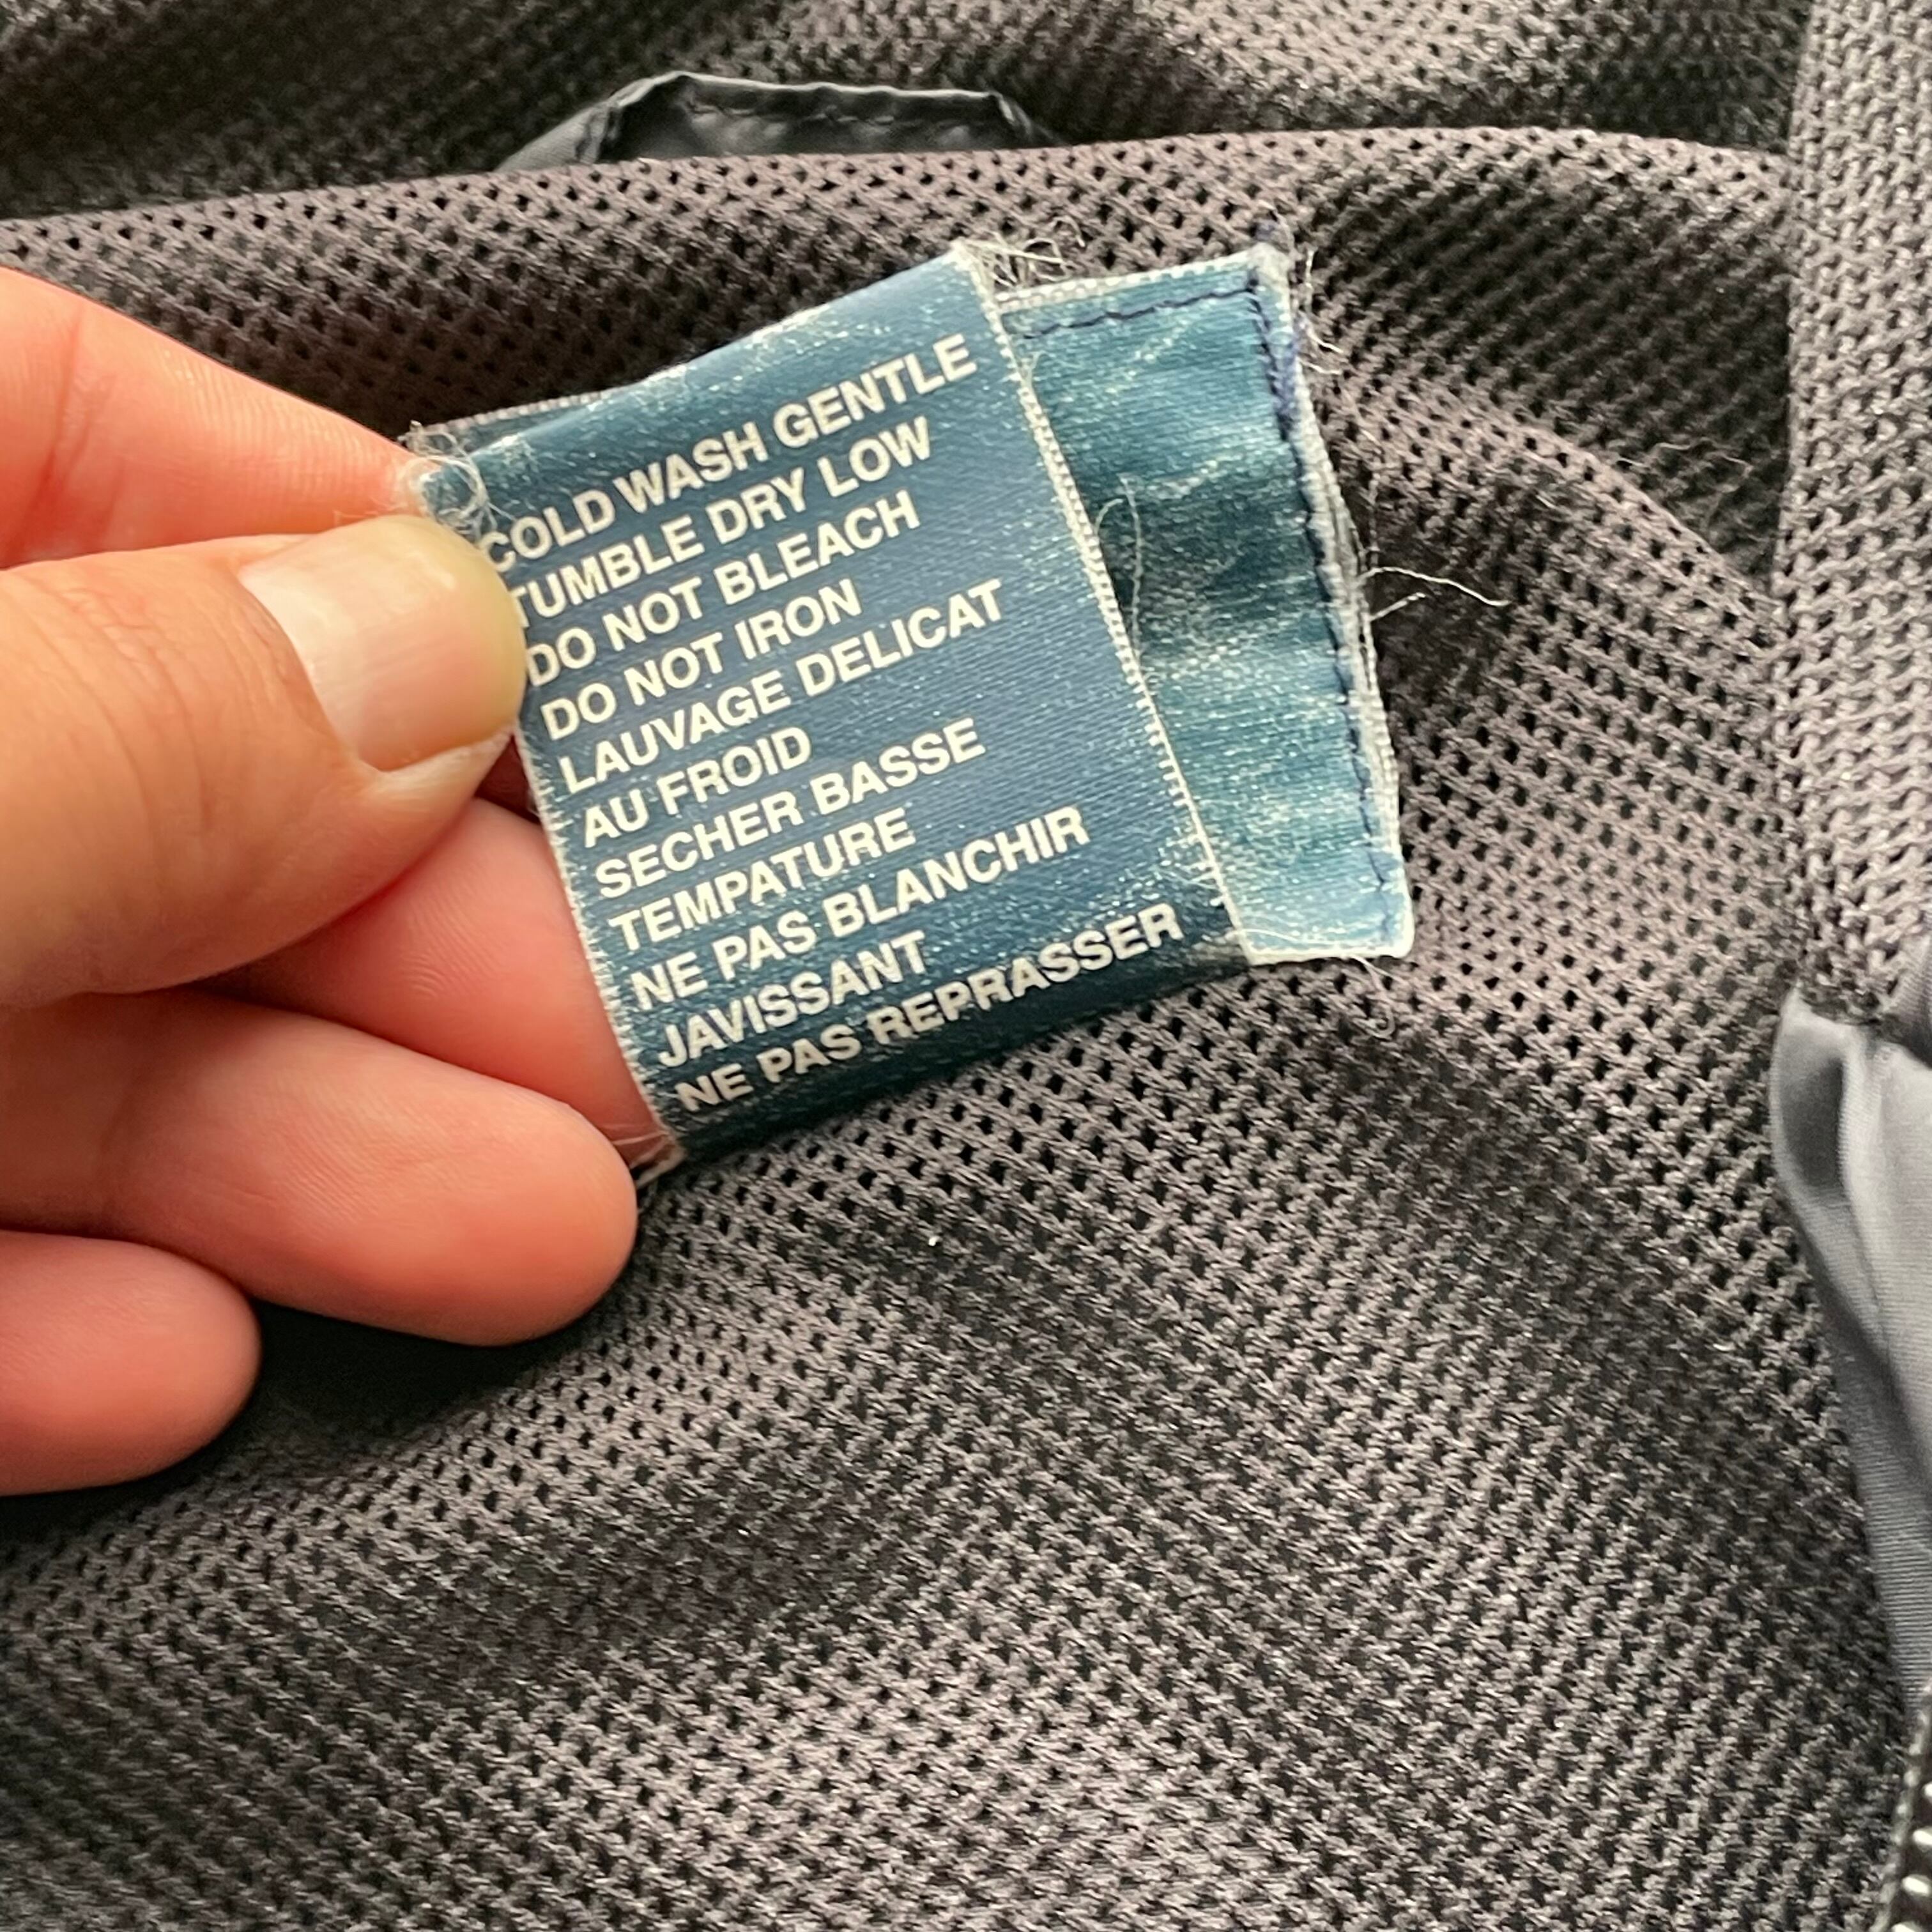 COLD WASH GENTLE
TUMBLE DRY LOW
DO NOT BLEACH
DO NOT IRON
LAUVAGE DELICAT
AU FROID
SECHER BASSE
TEMPATURE
NE PAS BLANCHIR
JAVISSANT
NE PAS REPRASSER